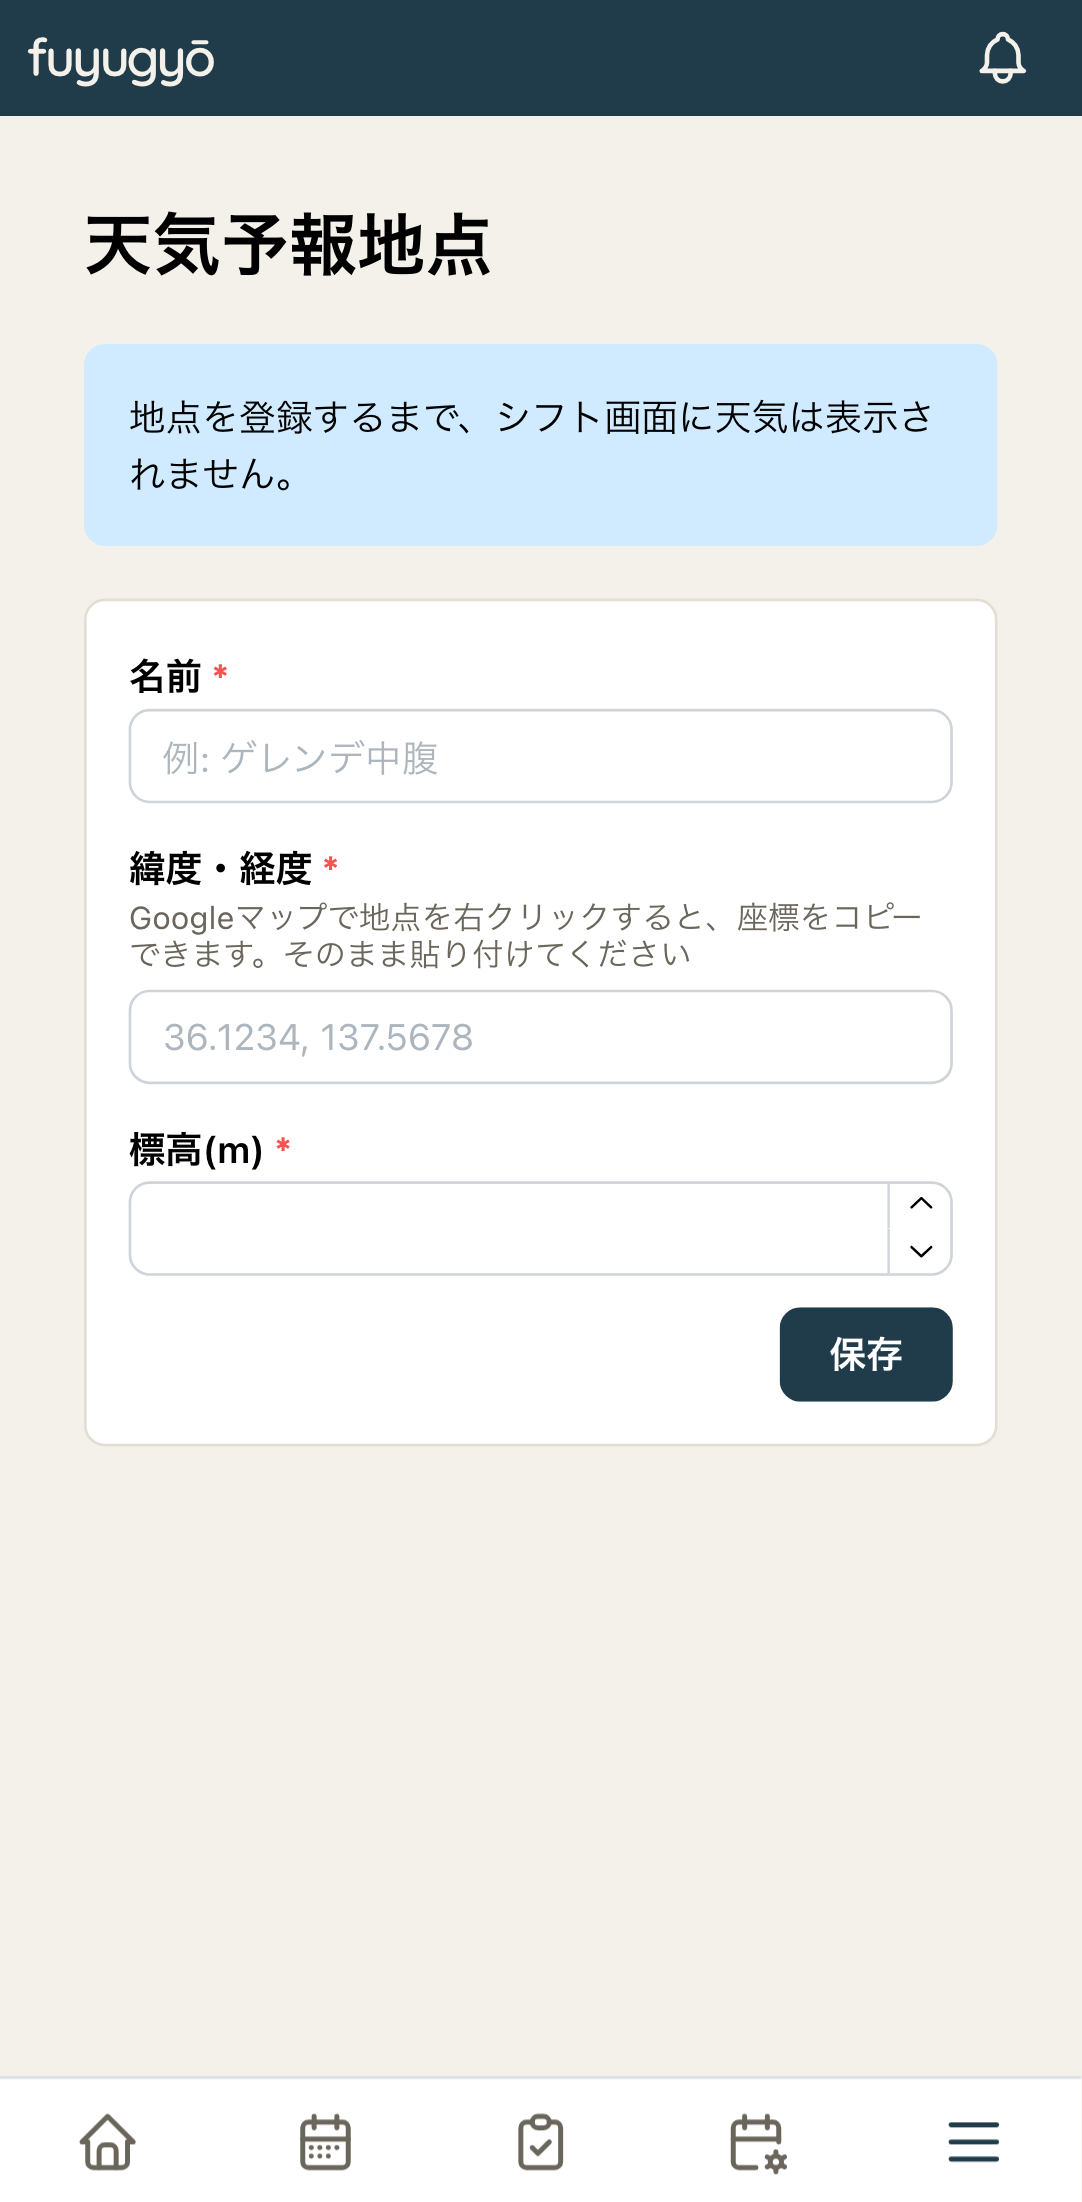 fuyugyō
天気予報地点
地点を登録するまで、シフト画面に天気は表示さ
れません。
名前 *
例: ゲレンデ中腹
緯度・経度 *
Googleマップで地点を右クリックすると、座標をコピー
できます。そのまま貼り付けてください
36.1234, 137.5678
標高(m) *
保存